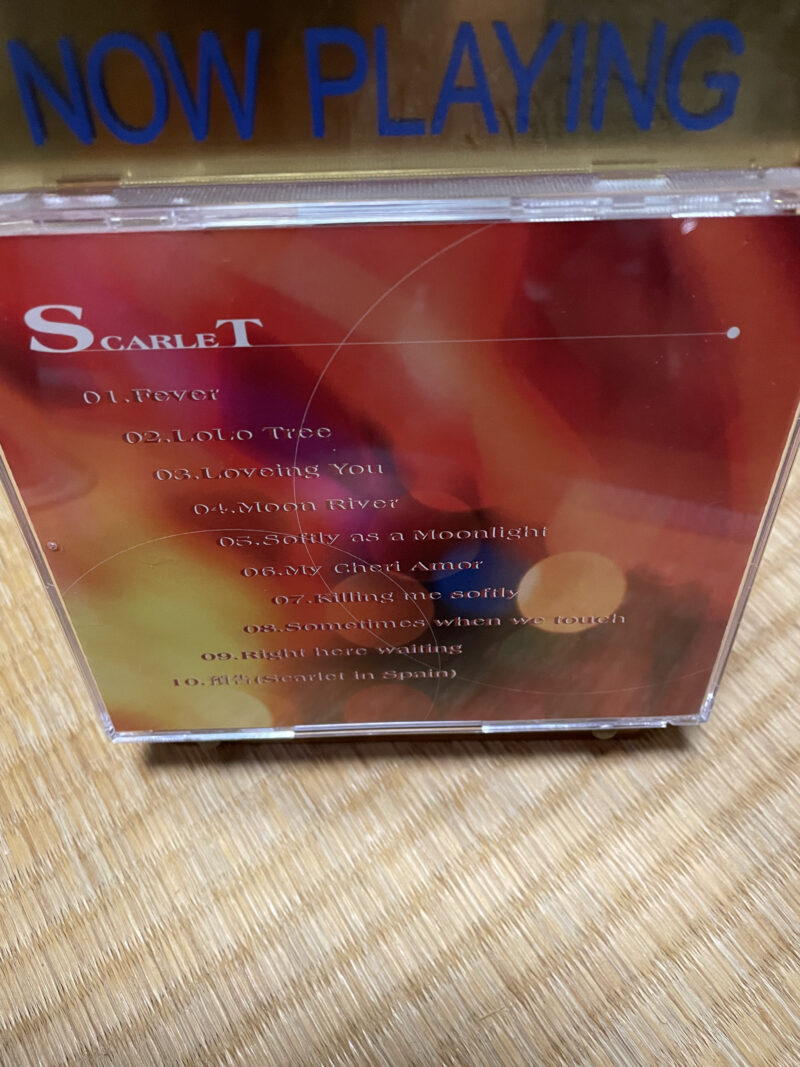 NOW PLAYING
SCARLET
01.Fever
02.LoLo Tree
03.Loveing You
04.Moon River
05.Softly as a Moonlight
06.My Cheri Amor
07.Killing me softly
08.Sometimes when we touch
09.Right here waiting
10.預告(Scarlet in Spain)